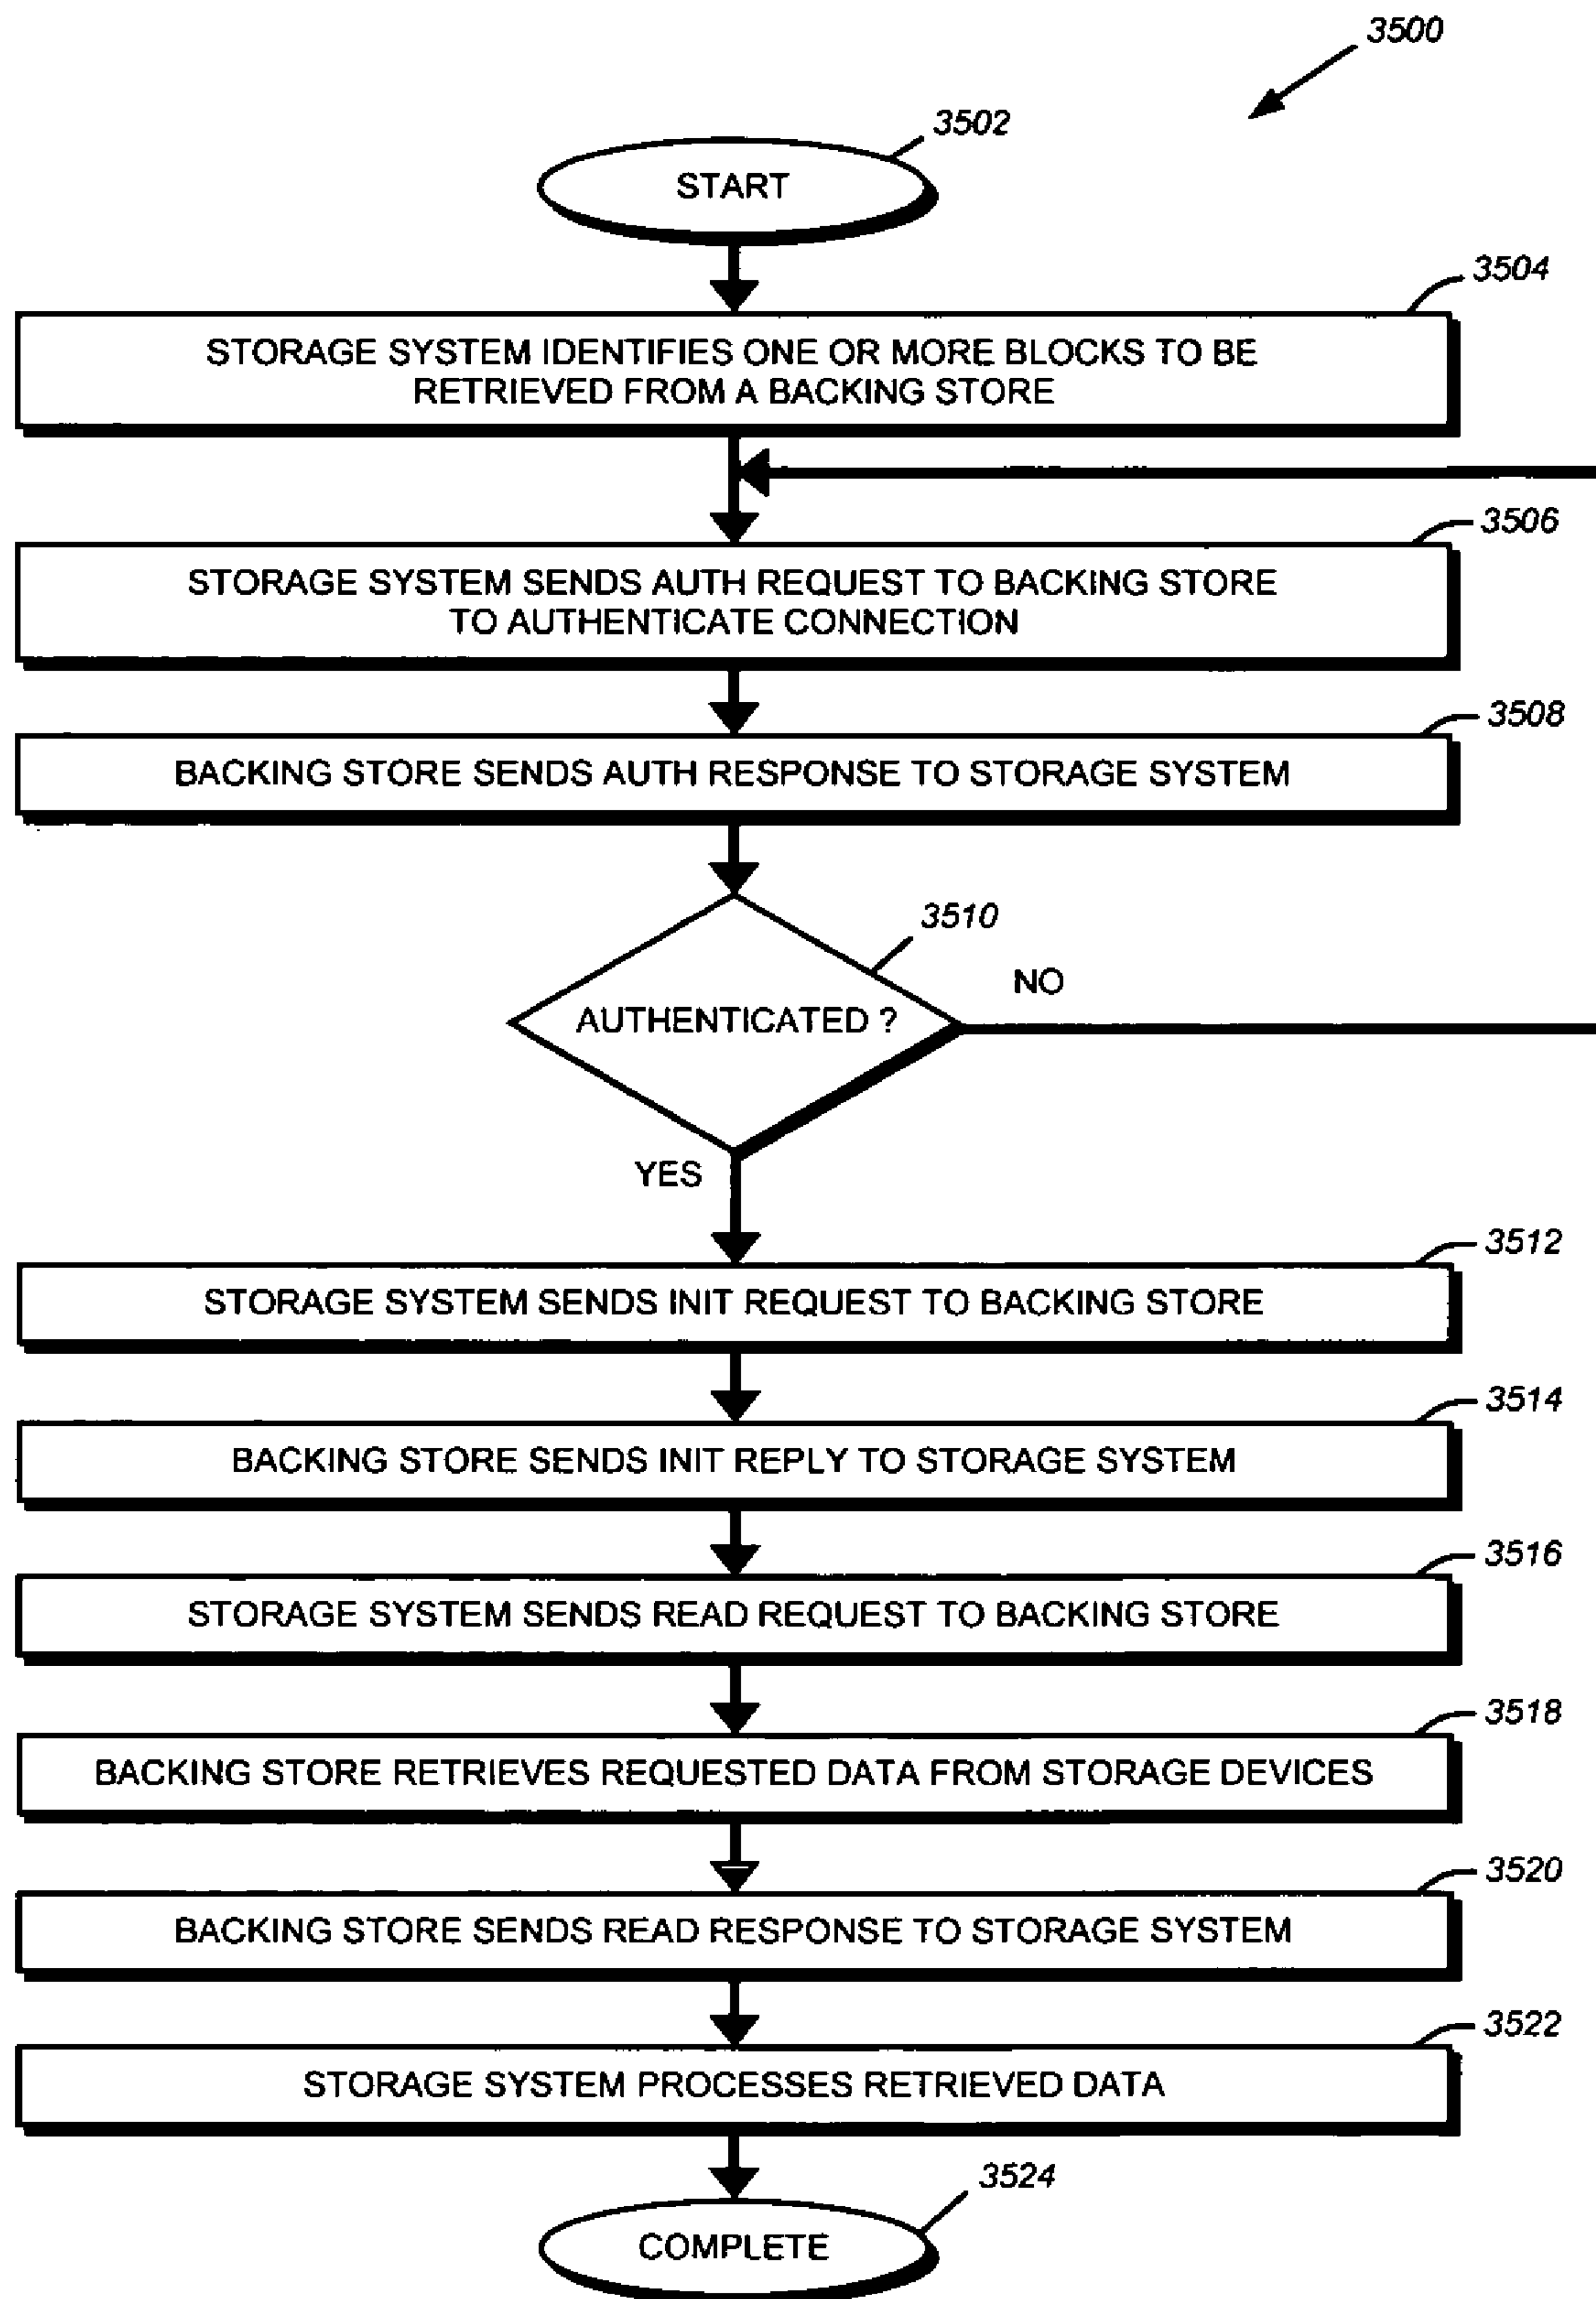 3500
3502
START
3504
STORAGE SYSTEM IDENTIFIES ONE OR MORE BLOCKS TO BE
RETRIEVED FROM A BACKING STORE
3506
STORAGE SYSTEM SENDS AUTH REQUEST TO BACKING STORE
TO AUTHENTICATE CONNECTION
3508
BACKING STORE SENDS AUTH RESPONSE TO STORAGE SYSTEM
3510
NO
AUTHENTICATED ?
YES
3512
STORAGE SYSTEM SENDS INIT REQUEST TO BACKING STORE
3514
BACKING STORE SENDS INIT REPLY TO STORAGE SYSTEM
3516
STORAGE SYSTEM SENDS READ REQUEST TO BACKING STORE
3518
BACKING STORE RETRIEVES REQUESTED DATA FROM STORAGE DEVICES
3520
BACKING STORE SENDS READ RESPONSE TO STORAGE SYSTEM
3522
STORAGE SYSTEM PROCESSES RETRIEVED DATA
3524
COMPLETE